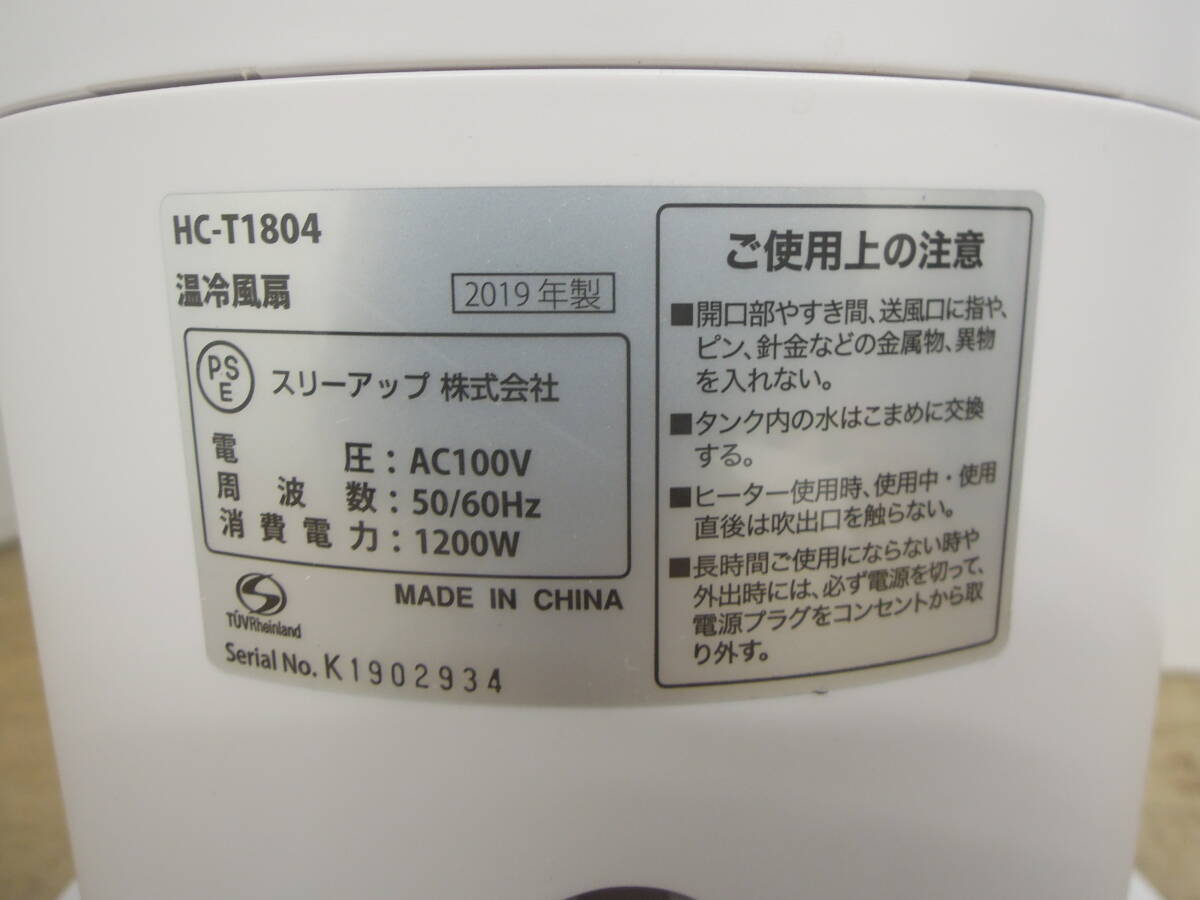 HC-T1804
温冷風扇
2019年製
PSE
スリーアップ 株式会社
電圧：AC100V
周波数：50/60Hz
消費電力：1200W
TÜVRheinland
MADE IN CHINA
Serial No. K1902934
ご使用上の注意
■開口部やすき間、送風口に指や、
ピン、針金などの金属物、異物
を入れない。
■タンク内の水はこまめに交換
する。
■ヒーター使用時、使用中・使用
直後は吹出口を触らない。
■長時間ご使用にならない時や
外出時には、必ず電源を切って、
電源プラグをコンセントから取
り外す。